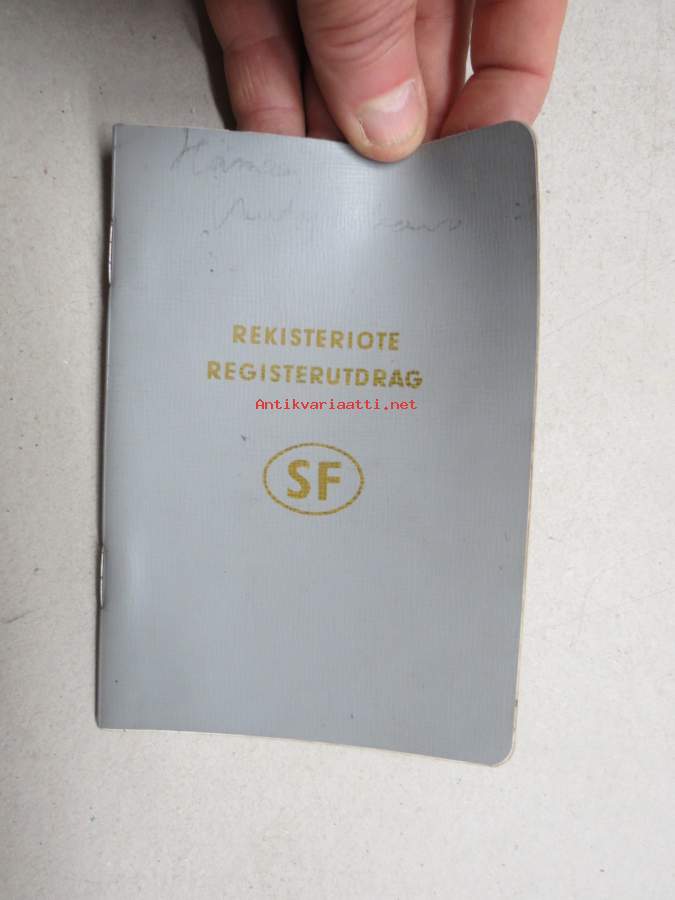 REKISTERIOTE
REGISTERUTDRAG
Antikvariaatti.net
SF